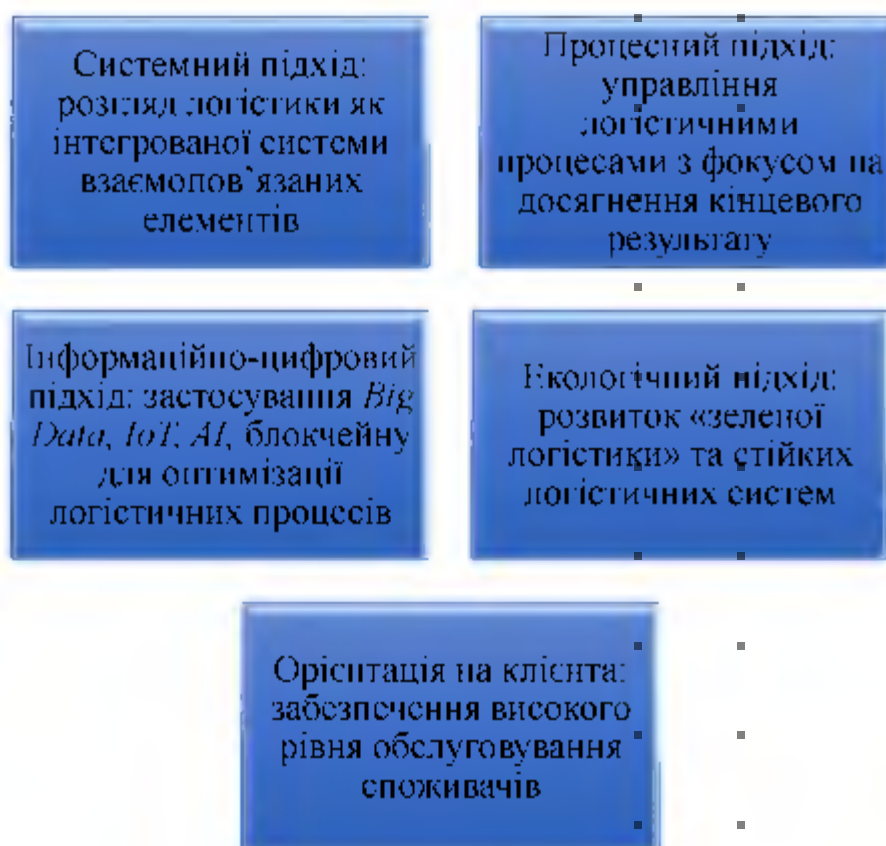 Системний підхід:
розгляд логістики як
інтегрованої системи
взаємопов`язаних
елементів
Процесний підхід:
управління
логістичними
процесами з фокусом на
досягнення кінцевого
результату
Інформаційно-цифровий
підхід: застосування Big
Data, IoT, AI, блокчейну
для оптимізації
логістичних процесів
Екологічний підхід:
розвиток «зеленої
логістики» та стійких
логістичних систем
Орієнтація на клієнта:
забезпечення високого
рівня обслуговування
споживачів